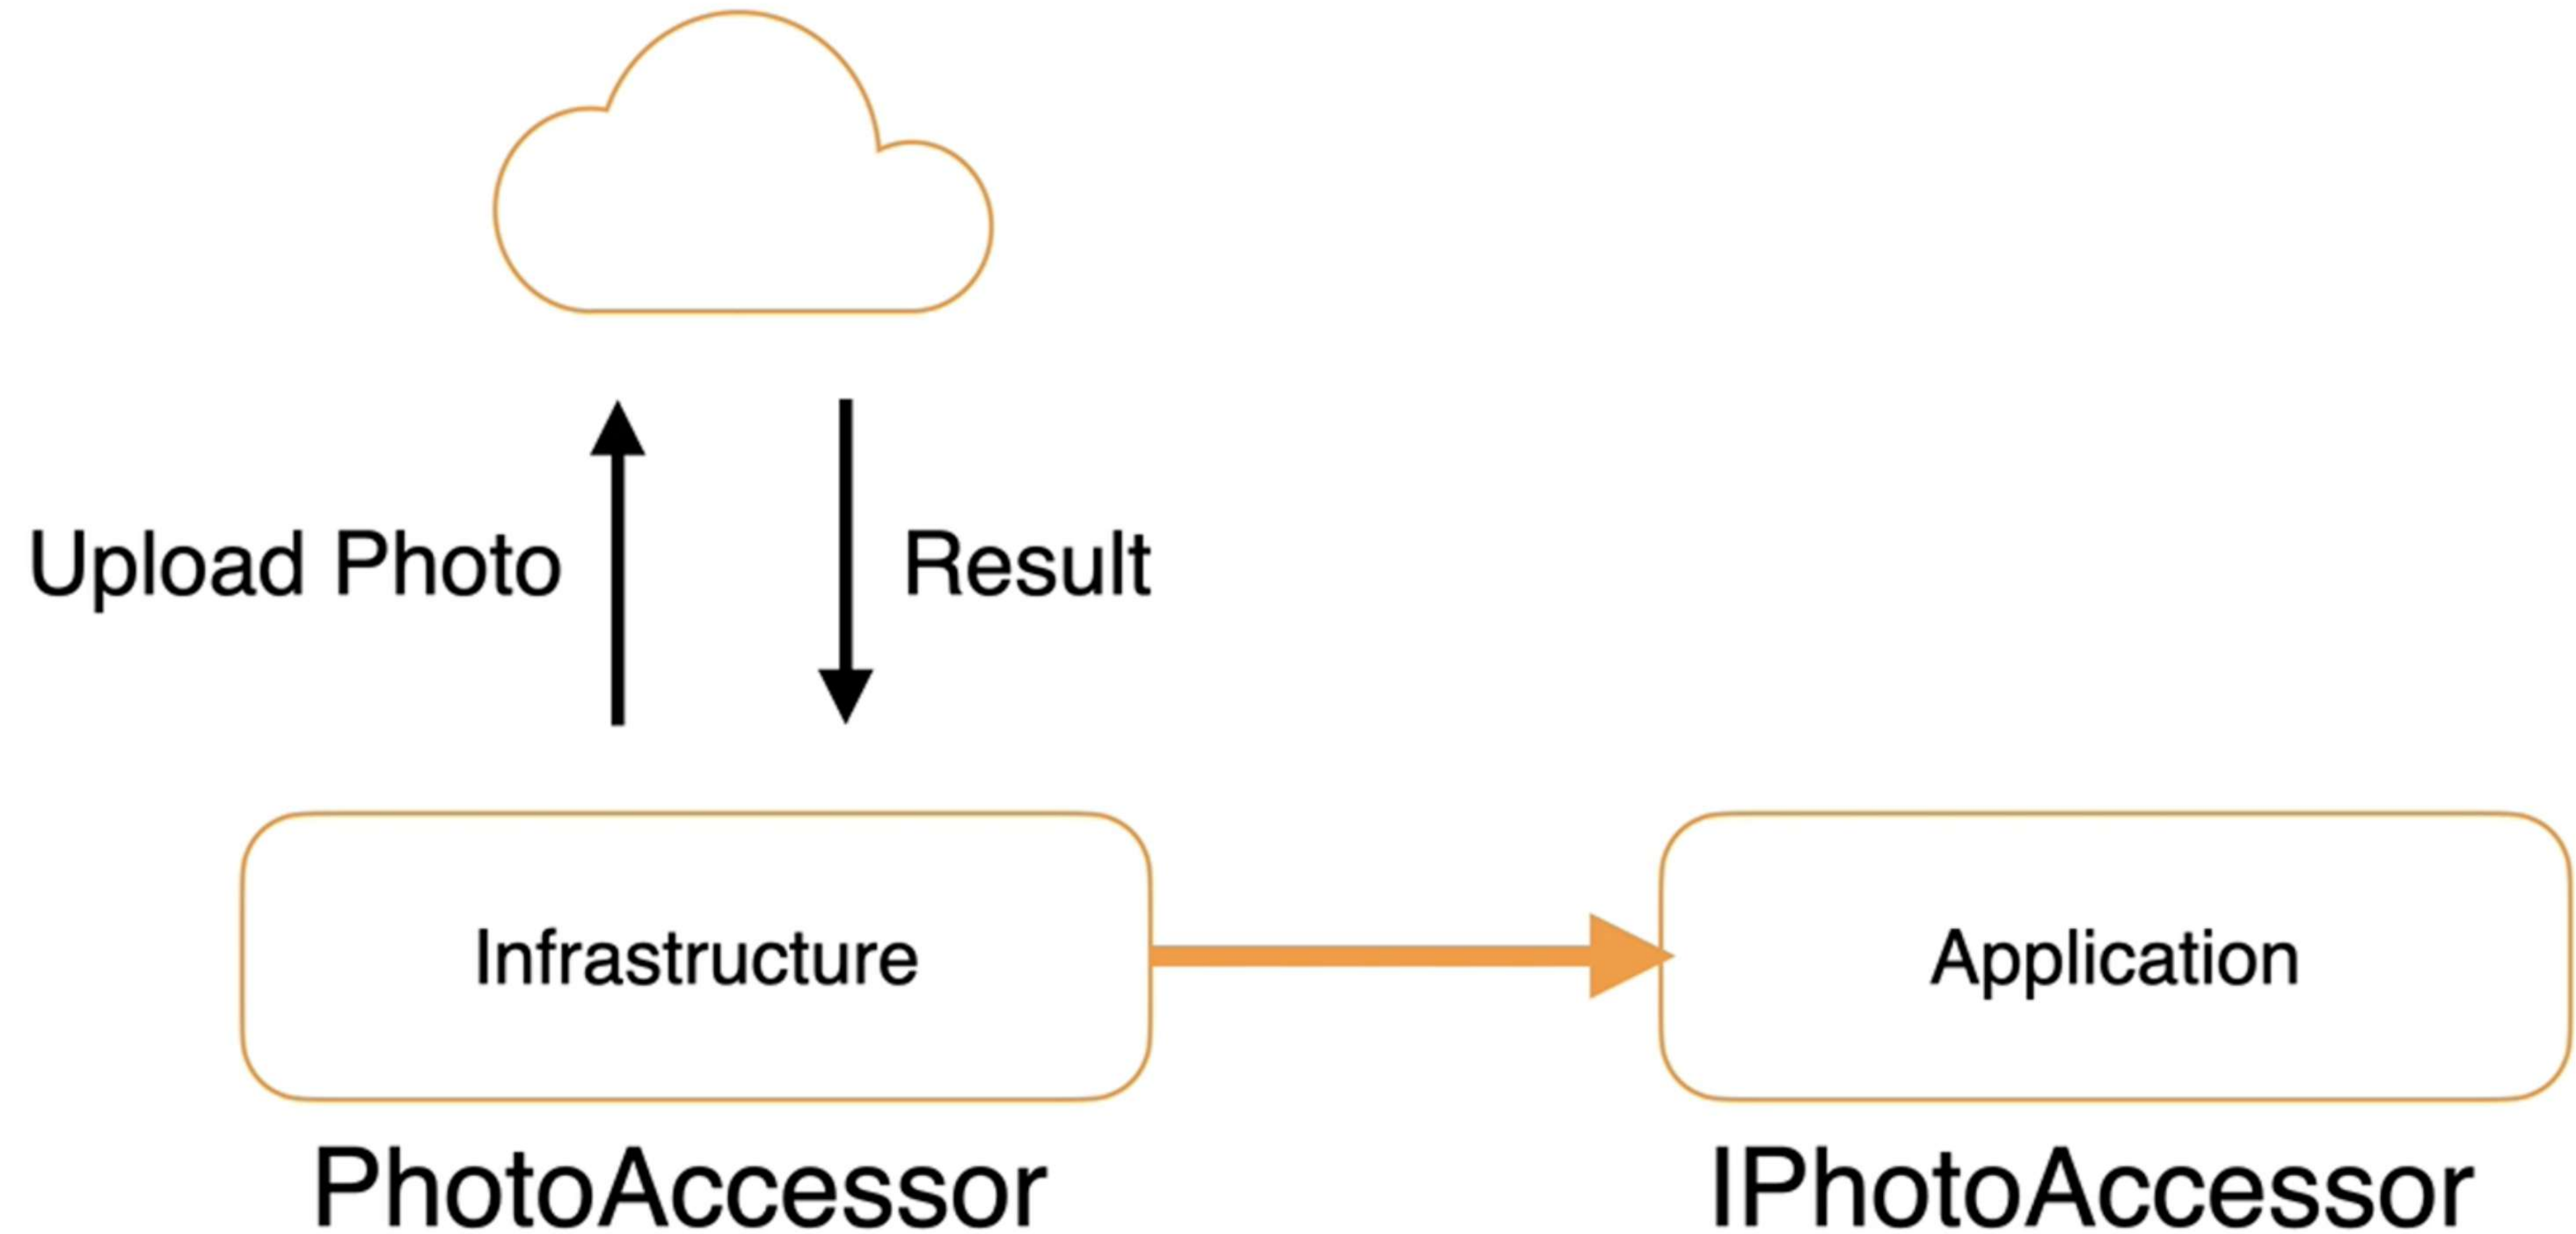 Upload Photo
Result
Infrastructure
Application
PhotoAccessor
IPhotoAccessor